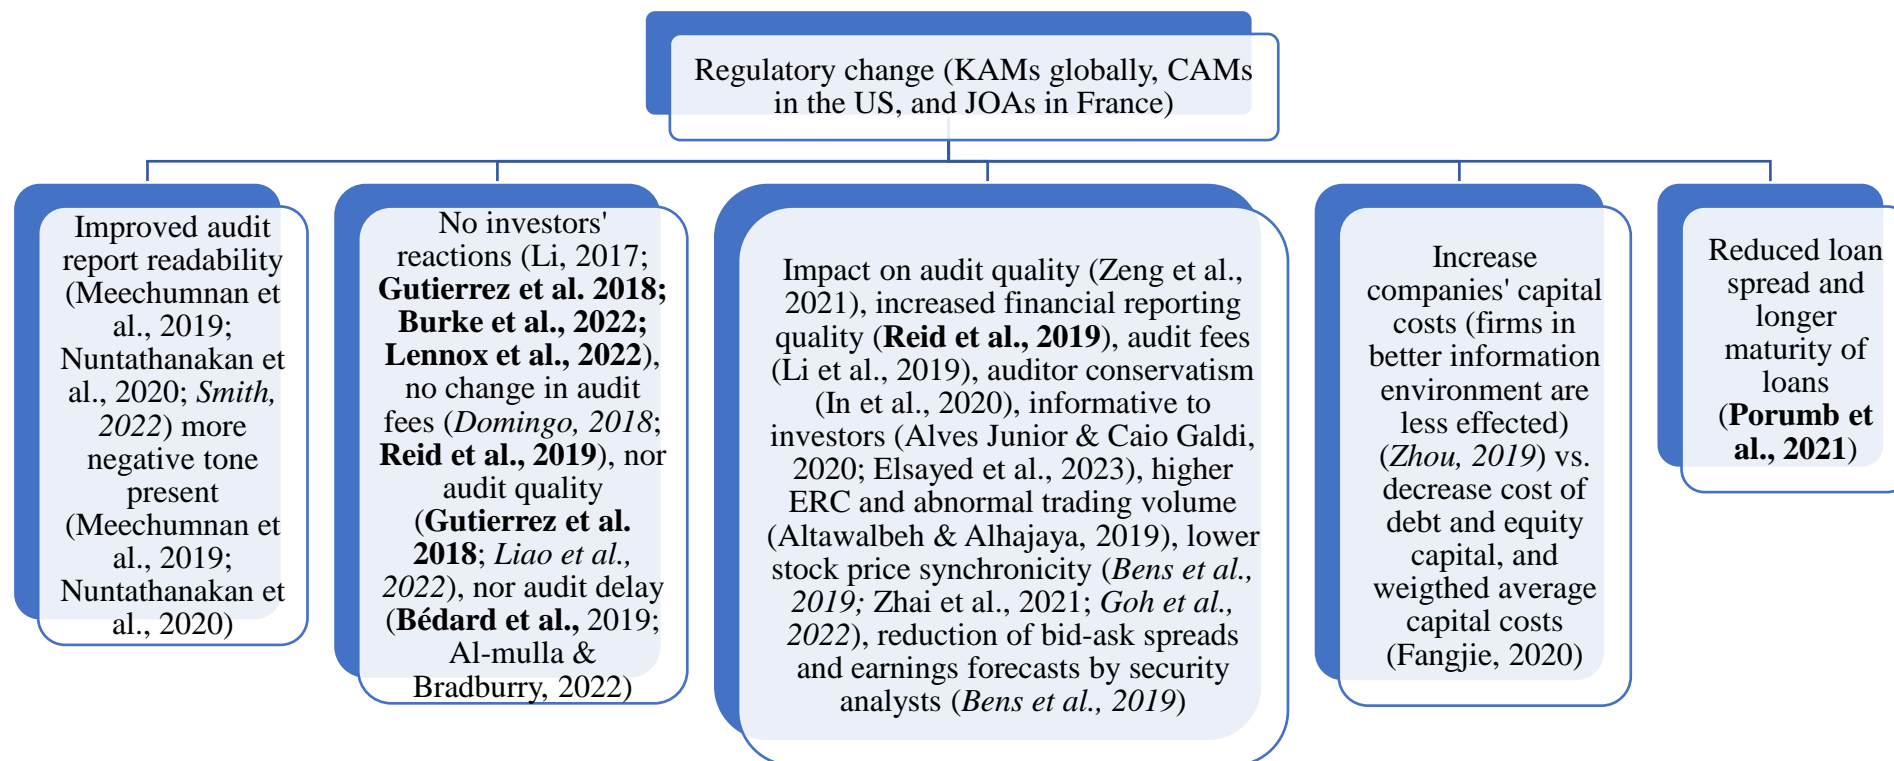 Regulatory change (KAMs globally, CAMs
in the US, and JOAs in France)
Improved audit
report readability
(Meechumnan et
al., 2019;
Nuntathanakan et
al., 2020; Smith,
2022) more
negative tone
present
(Meechumnan et
al., 2019;
Nuntathanakan et
al., 2020)
No investors'
reactions (Li, 2017;
Gutierrez et al. 2018;
Burke et al., 2022;
Lennox et al., 2022),
no change in audit
fees (Domingo, 2018;
Reid et al., 2019), nor
audit quality
(Gutierrez et al.
2018; Liao et al.,
2022), nor audit delay
(Bédard et al., 2019;
Al-mulla &
Bradburry, 2022)
Impact on audit quality (Zeng et al.,
2021), increased financial reporting
quality (Reid et al., 2019), audit fees
(Li et al., 2019), auditor conservatism
(In et al., 2020), informative to
investors (Alves Junior & Caio Galdi,
2020; Elsayed et al., 2023), higher
ERC and abnormal trading volume
(Altawalbeh & Alhajaya, 2019), lower
stock price synchronicity (Bens et al.,
2019; Zhai et al., 2021; Goh et al.,
2022), reduction of bid-ask spreads
and earnings forecasts by security
analysts (Bens et al., 2019)
Increase
companies' capital
costs (firms in
better information
environment are
less effected)
(Zhou, 2019) vs.
decrease cost of
debt and equity
capital, and
weigthed average
capital costs
(Fangjie, 2020)
Reduced loan
spread and
longer
maturity of
loans
(Porumb et
al., 2021)